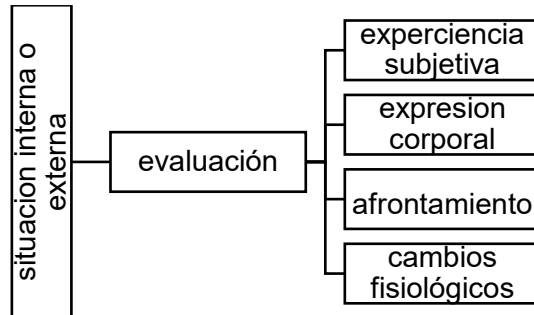 situacion interna o
externa
evaluación
experciencia
subjetiva
expresion
corporal
afrontamiento
cambios
fisiológicos